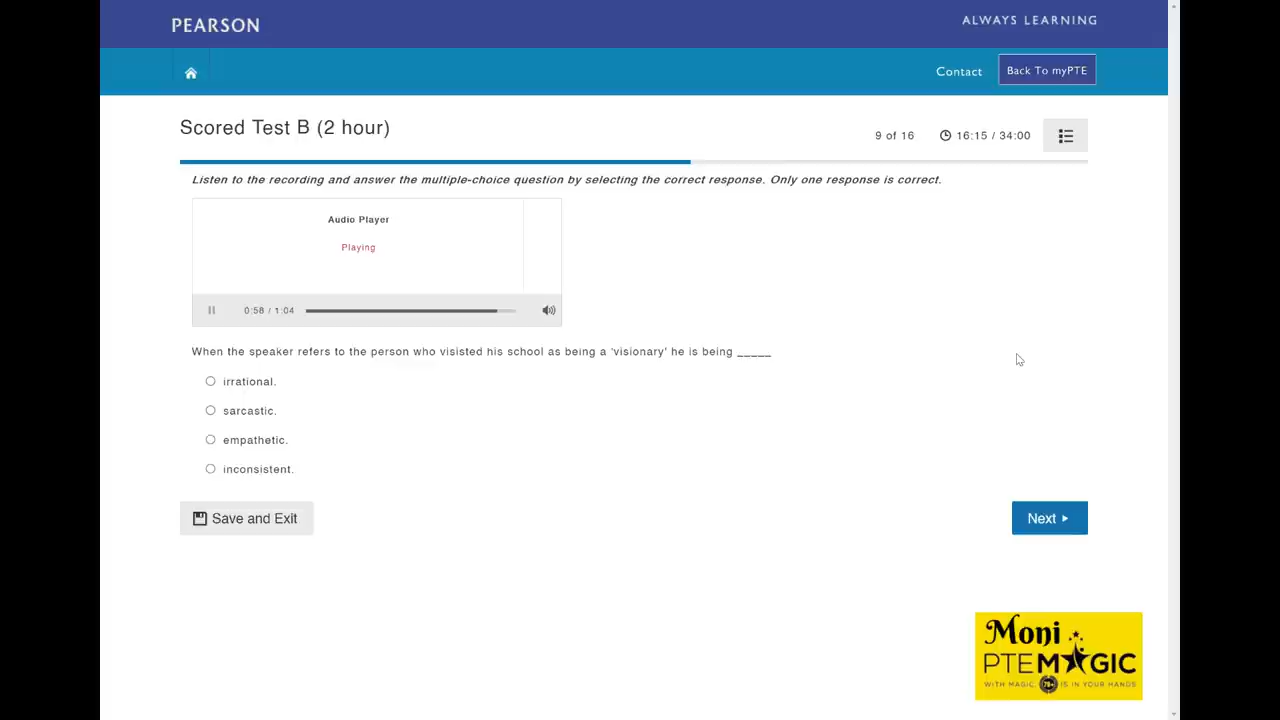 PEARSON
ALWAYS LEARNING
Contact
Back To myPTE
Scored Test B (2 hour)
9 of 16
16:15 / 34:00
Listen to the recording and answer the multiple-choice question by selecting the correct response. Only one response is correct.
Audio Player
Playing
0:58 / 1:04
When the speaker refers to the person who visisted his school as being a 'visionary' he is being _____
irrational.
sarcastic.
empathetic.
inconsistent.
Save and Exit
Next
Moni
PTEMAGIC
WITH MAGIC, 79+ IS IN YOUR HANDS